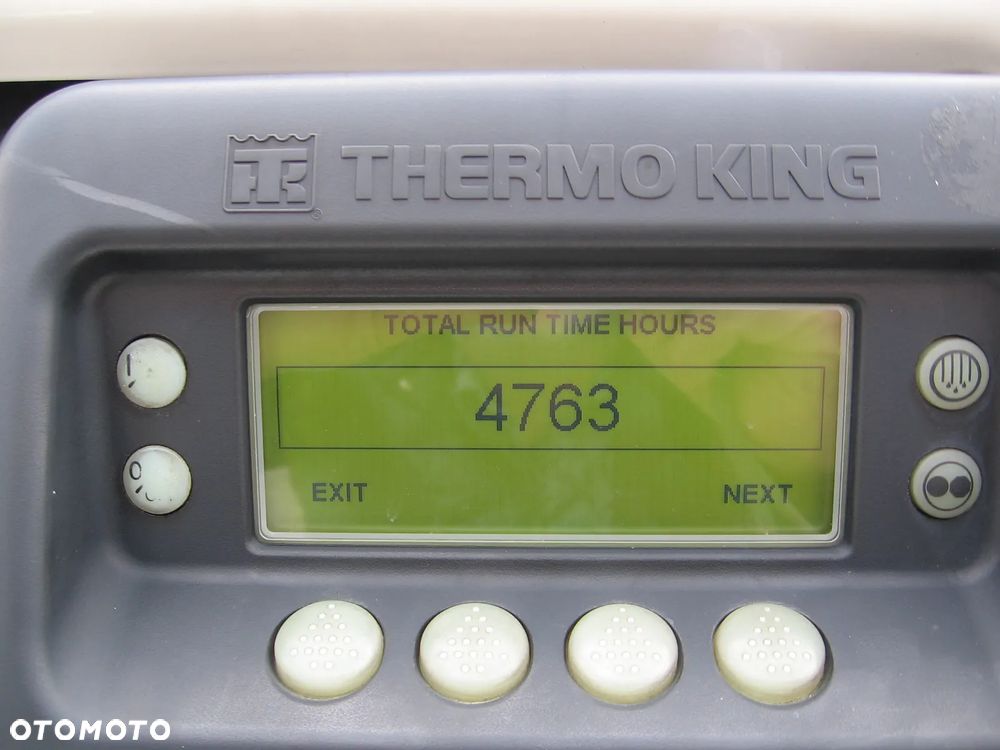 THERMO KING
TOTAL RUN TIME HOURS
4763
EXIT NEXT
OTOMOTO